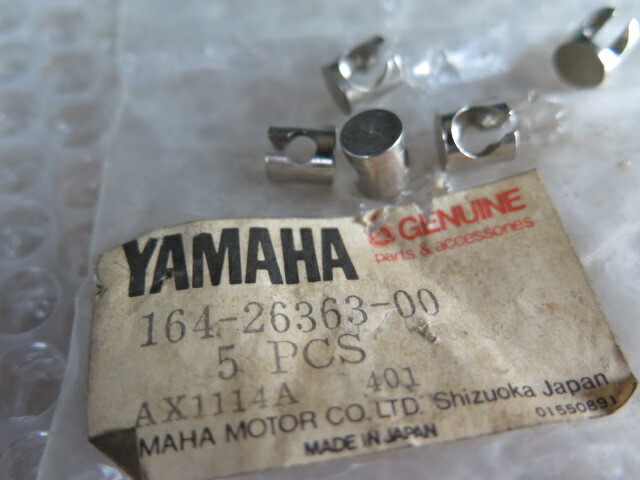 YAMAHA
GENUINE
parts & accessories
164-26363-00
5 PCS
AX1114A 401
MAHA MOTOR CO.LTD. Shizuoka Japan
MADE IN JAPAN
01550891